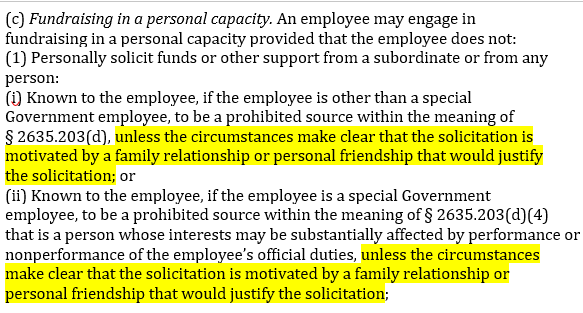 (c) Fundraising in a personal capacity. An employee may engage in
fundraising in a personal capacity provided that the employee does not:
(1) Personally solicit funds or other support from a subordinate or from any
person:
(i) Known to the employee, if the employee is other than a special
Government employee, to be a prohibited source within the meaning of
§ 2635.203(d), unless the circumstances make clear that the solicitation is
motivated by a family relationship or personal friendship that would justify
the solicitation; or
(ii) Known to the employee, if the employee is a special Government
employee, to be a prohibited source within the meaning of § 2635.203(d)(4)
that is a person whose interests may be substantially affected by performance or
nonperformance of the employee's official duties, unless the circumstances
make clear that the solicitation is motivated by a family relationship or
personal friendship that would justify the solicitation;